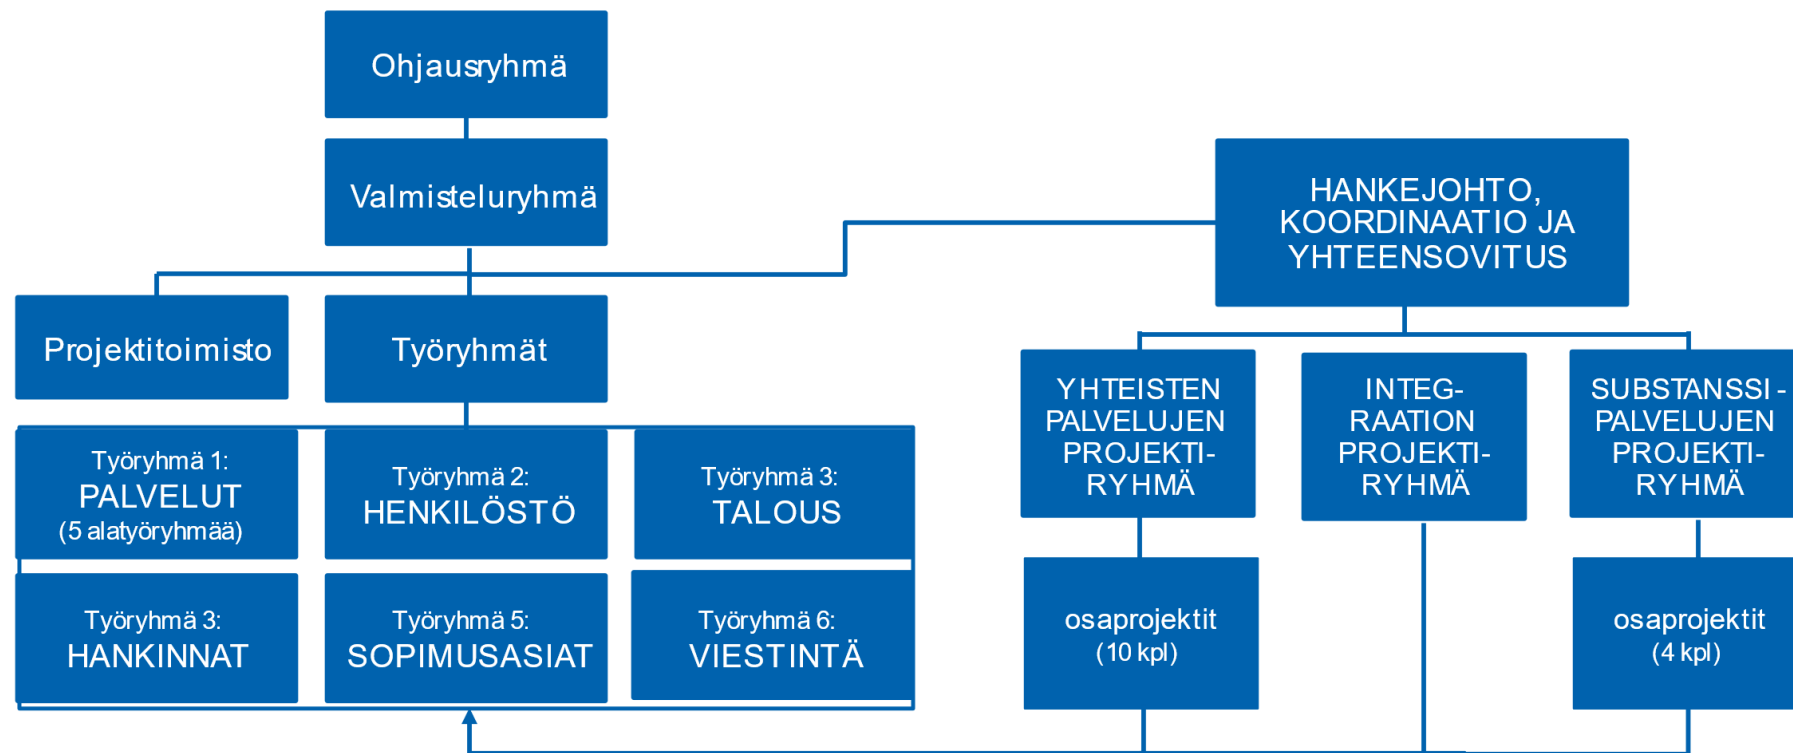 Ohjausryhmä
Valmisteluryhmä
HANKEJOHTO,
KOORDINAATIO JA
YHTEENSOVITUS
Projektitoimisto
Työryhmät
YHTEISTEN
PALVELUJEN
PROJEKTI-
RYHMÄ
INTEG-
RAATION
PROJEKTI-
RYHMÄ
SUBSTANSSI-
PALVELUJEN
PROJEKTI-
RYHMÄ
Työryhmä 1:
PALVELUT
(5 alatyöryhmää)
Työryhmä 2:
HENKILÖSTÖ
Työryhmä 3:
TALOUS
Työryhmä 3:
HANKINNAT
Työryhmä 5:
SOPIMUSASIAT
Työryhmä 6:
VIESTINTÄ
osaprojektit
(10 kpl)
osaprojektit
(4 kpl)